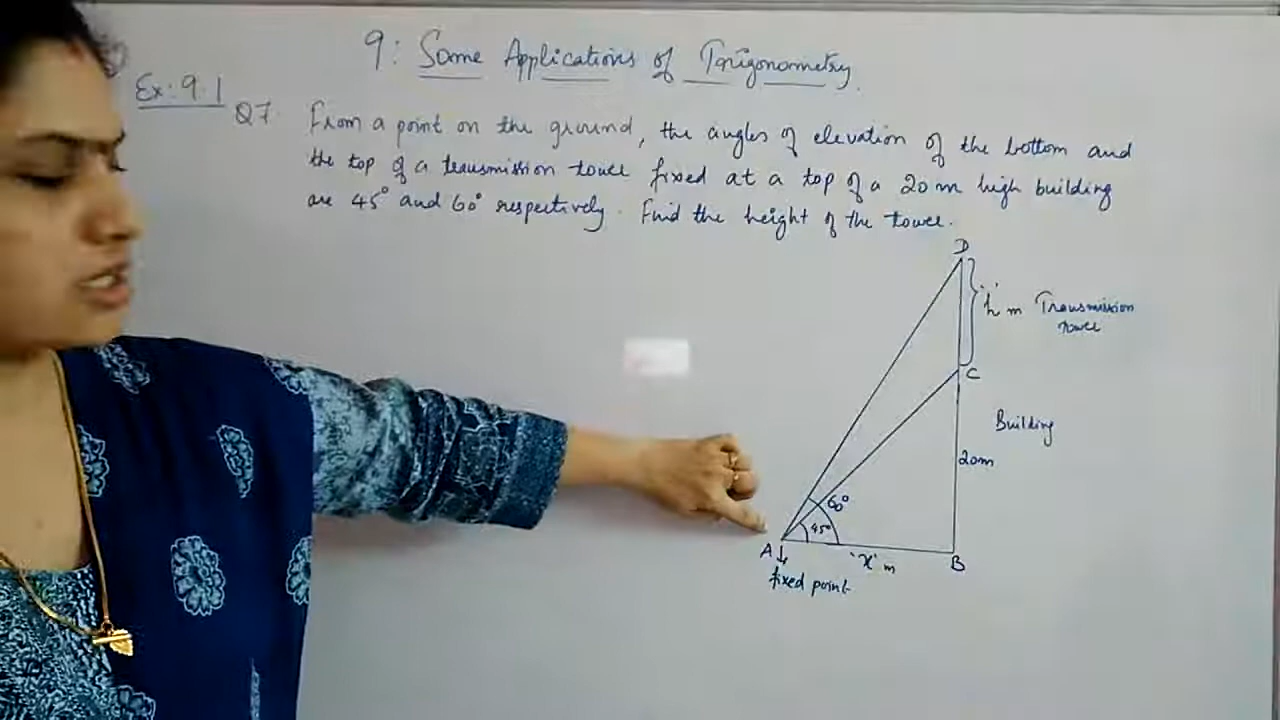 9: Some Applications of Trigonometry.
Ex: 9.1
Q7. From a point on the ground, the angles of elevation of the bottom and
the top of a transmission tower fixed at a top of a 20m high building
are 45° and 60° respectively. Find the height of the tower.
D
'h' m Transmission
tower
C
Building
20m
60°
45°
A
'x' m
B
fixed point